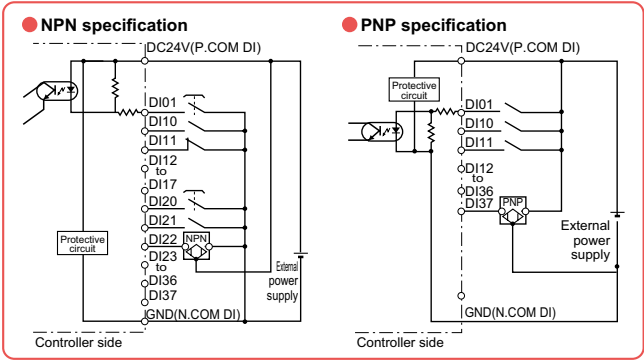 NPN specification
DC24V(P.COM DI)
DI01
DI10
DI11
DI12
to
DI17
DI20
DI21
DI22
NPN
DI23
to
DI36
DI37
GND(N.COM DI)
Protective
circuit
External
power
supply
Controller side
PNP specification
DC24V(P.COM DI)
Protective
circuit
DI01
DI10
DI11
DI12
to
DI36
DI37
PNP
External
power
supply
GND(N.COM DI)
Controller side